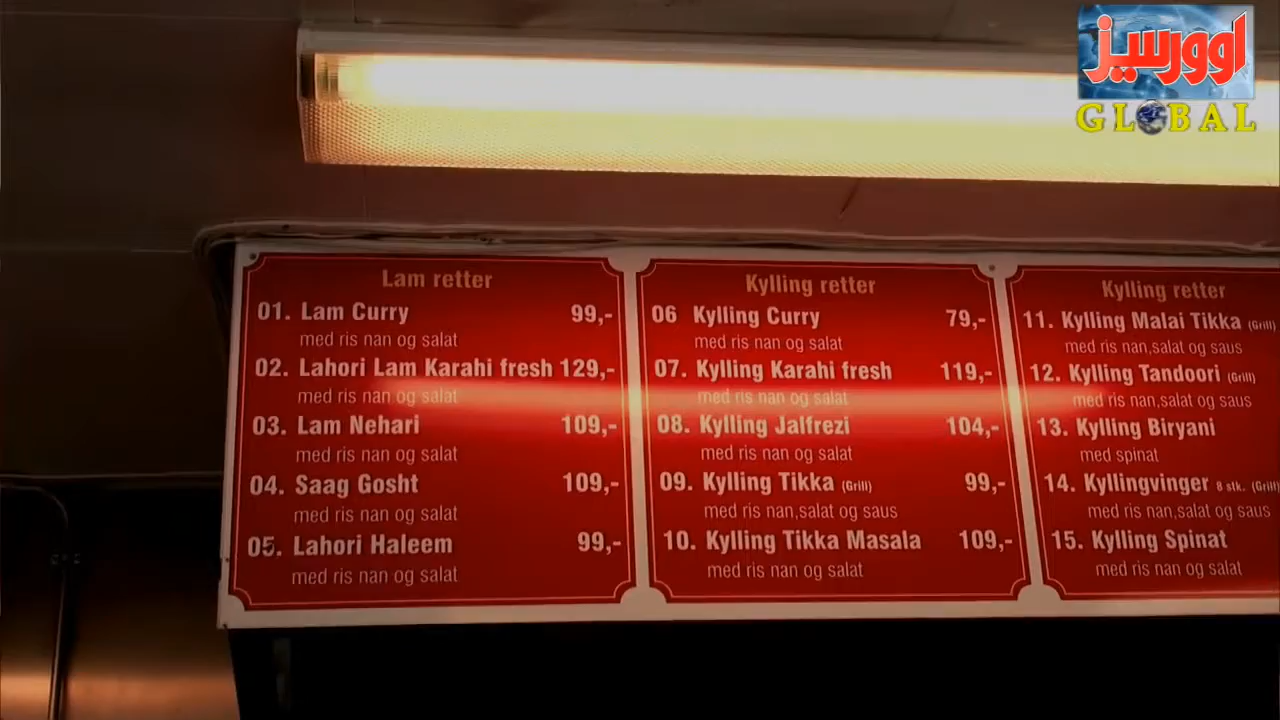 اوورسیز
GLOBAL
Lam retter
01. Lam Curry 99,-
med ris nan og salat
02. Lahori Lam Karahi fresh 129,-
med ris nan og salat
03. Lam Nehari 109,-
med ris nan og salat
04. Saag Gosht 109,-
med ris nan og salat
05. Lahori Haleem 99,-
med ris nan og salat
Kylling retter
06 Kylling Curry 79,-
med ris nan og salat
07. Kylling Karahi fresh 119,-
med ris nan og salat
08. Kylling Jalfrezi 104,-
med ris nan og salat
09. Kylling Tikka (Grill) 99,-
med ris nan,salat og saus
10. Kylling Tikka Masala 109,-
med ris nan og salat
Kylling retter
11. Kylling Malai Tikka (Grill)
med ris nan,salat og saus
12. Kylling Tandoori (Grill)
med ris nan,salat og saus
13. Kylling Biryani
med spinat
14. Kyllingvinger 8 stk. (Grill)
med ris nan,salat og saus
15. Kylling Spinat
med ris nan og salat